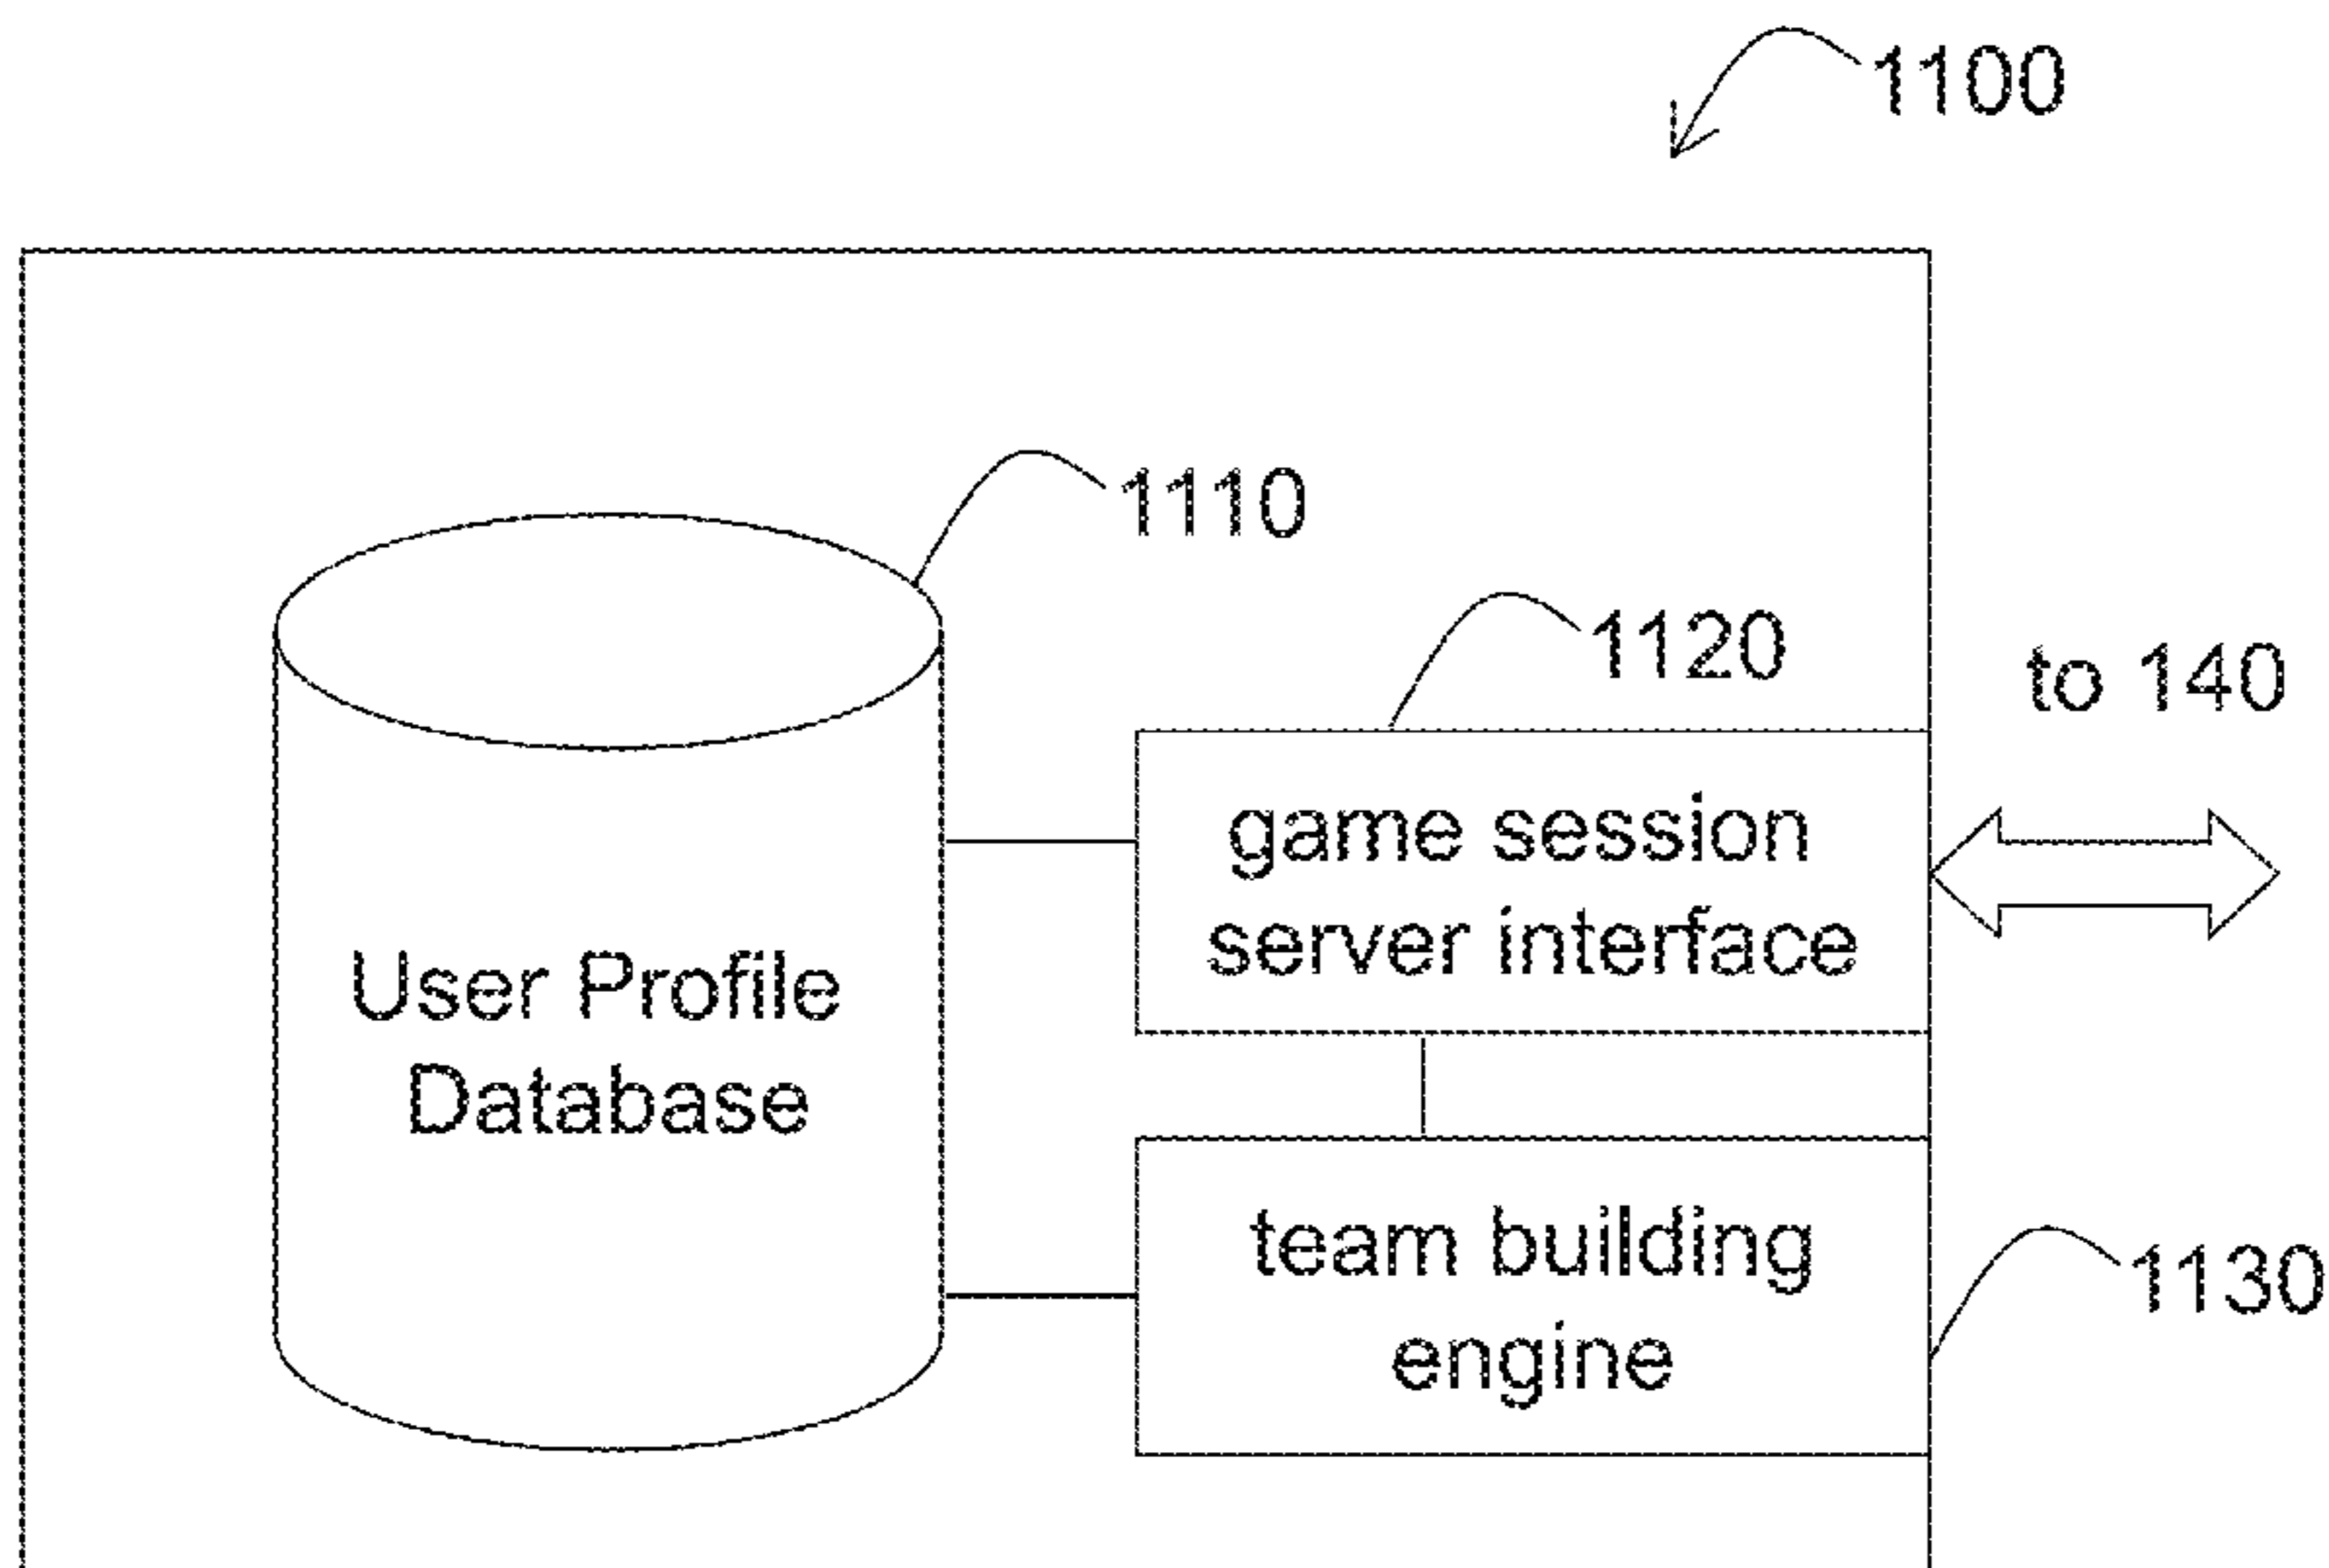 1100
1110
1120
to 140
game session
server interface
User Profile
Database
team building
engine
1130